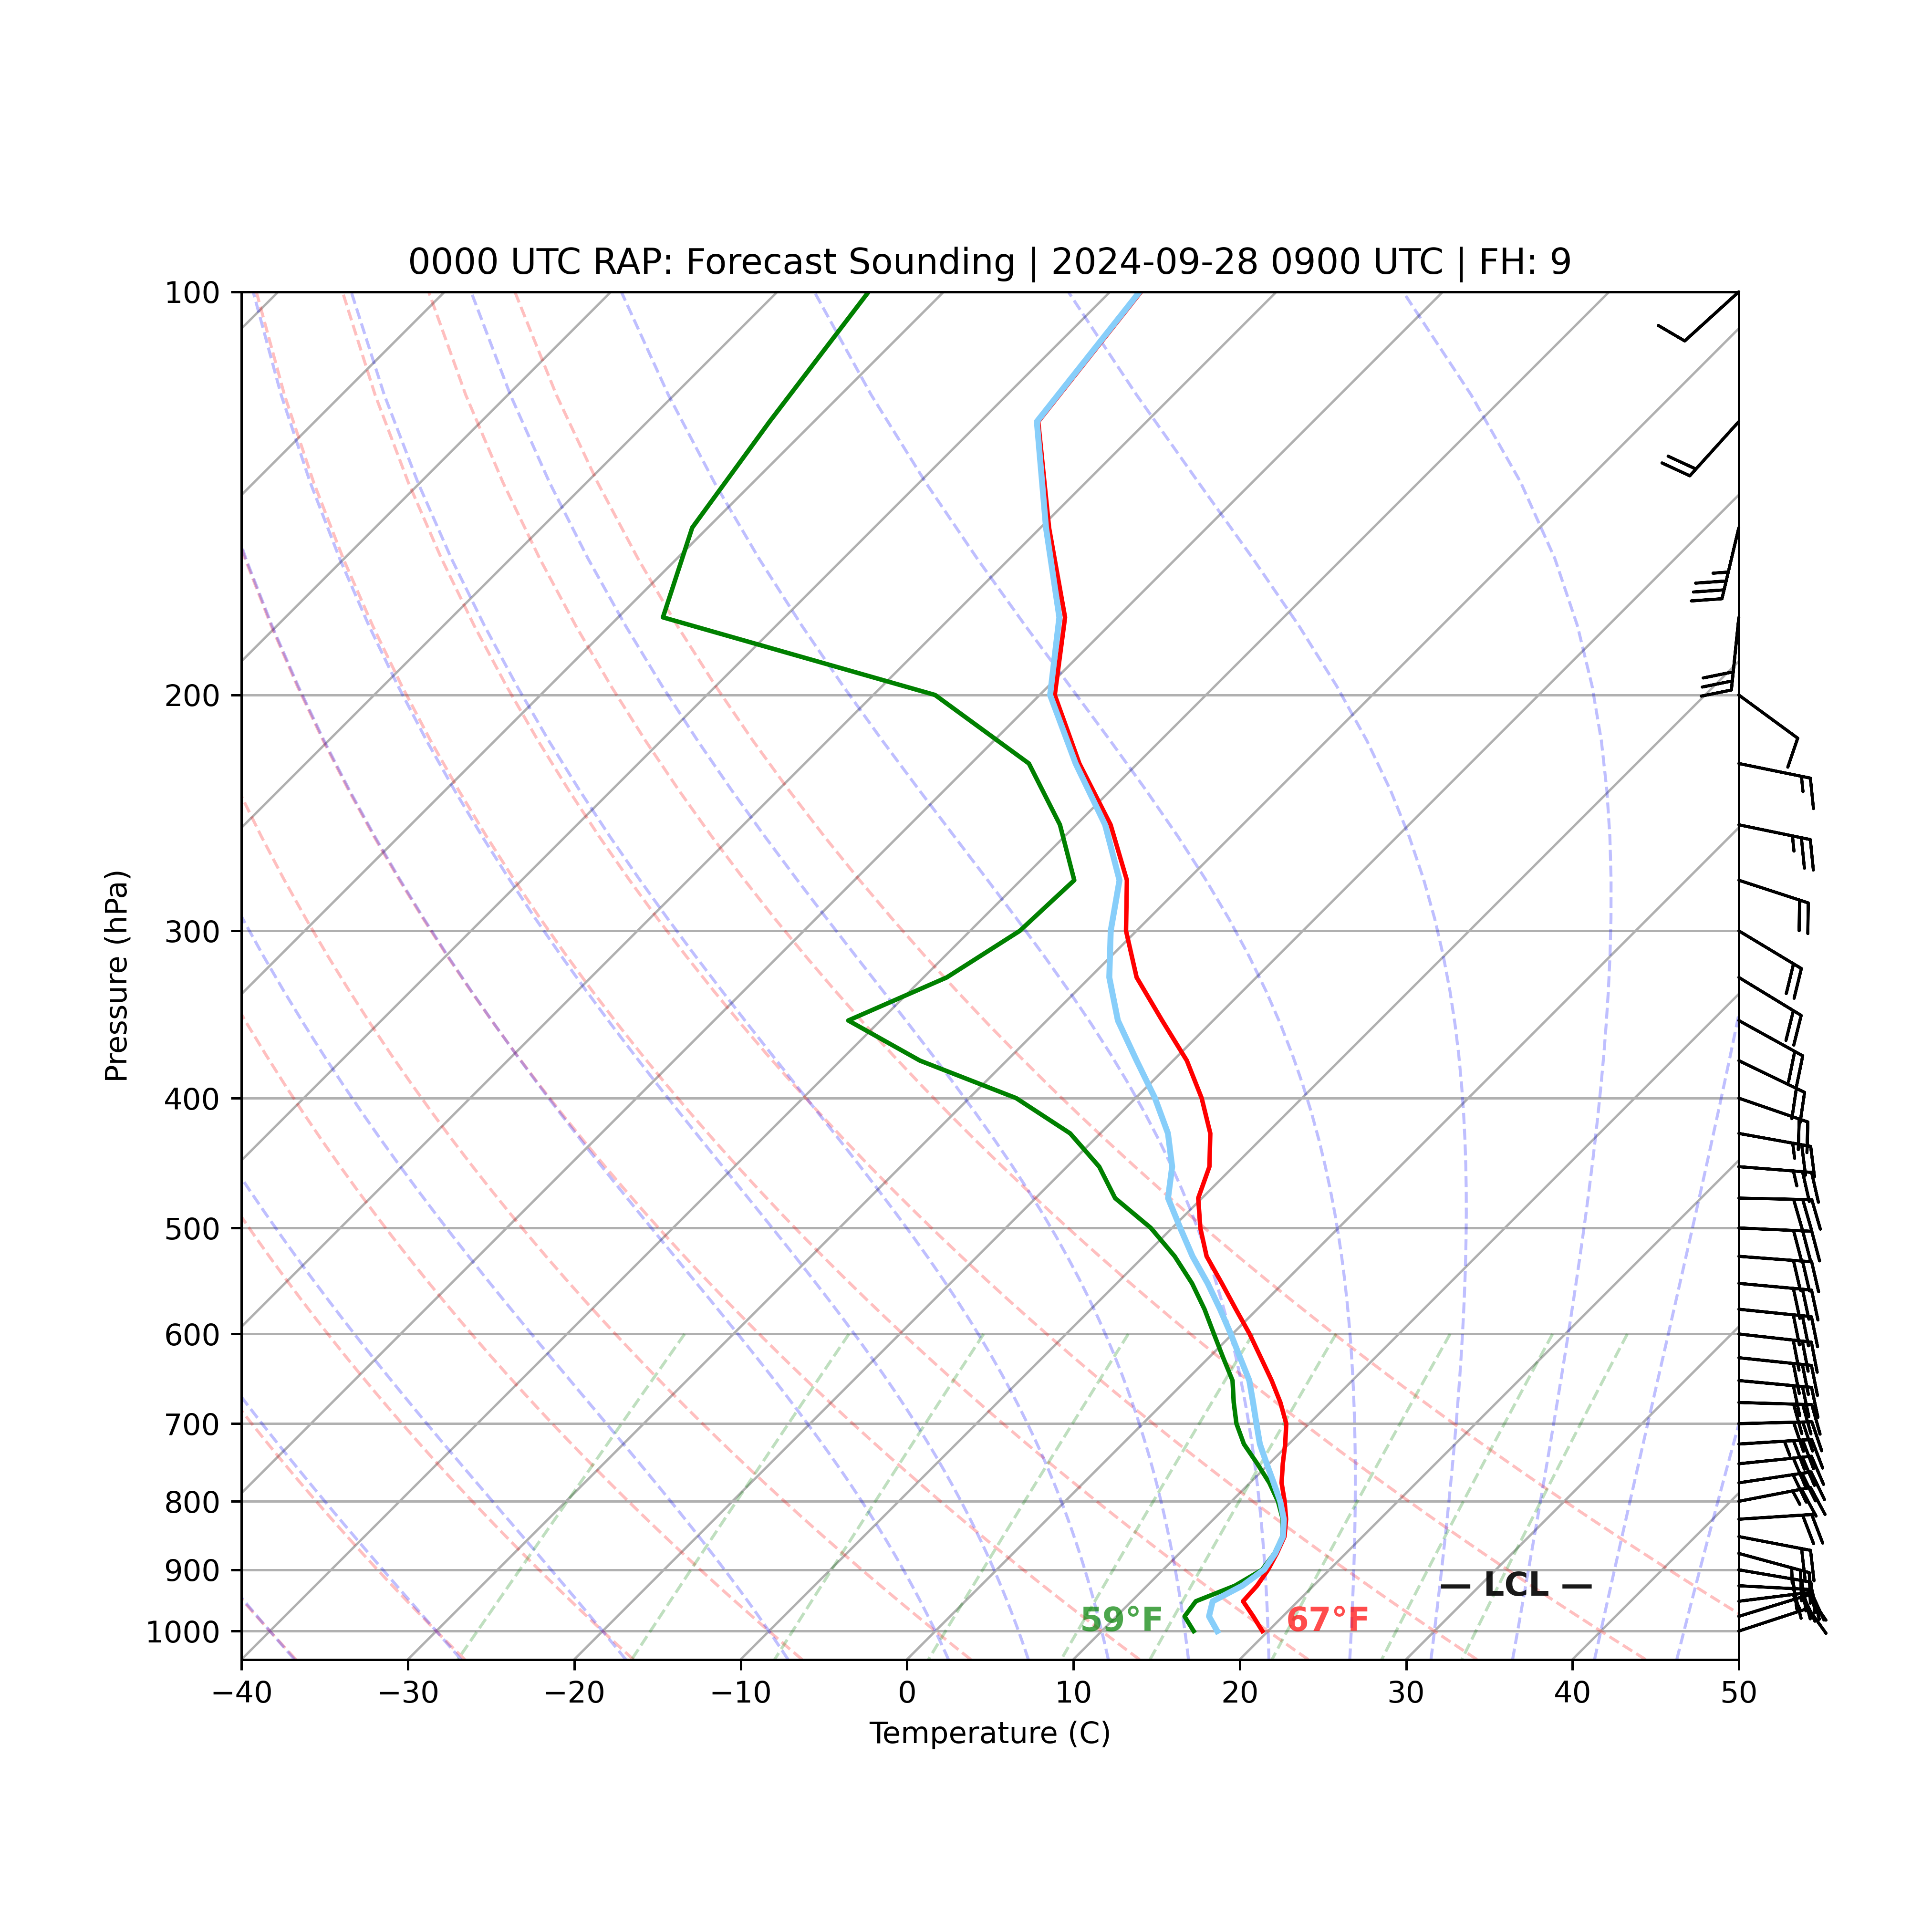 0000 UTC RAP: Forecast Sounding | 2024-09-28 0900 UTC | FH: 9
100
200
300
400
500
600
700
800
900
1000
Pressure (hPa)
— LCL —
59°F
67°F
−40 −30 −20 −10 0 10 20 30 40 50
Temperature (C)